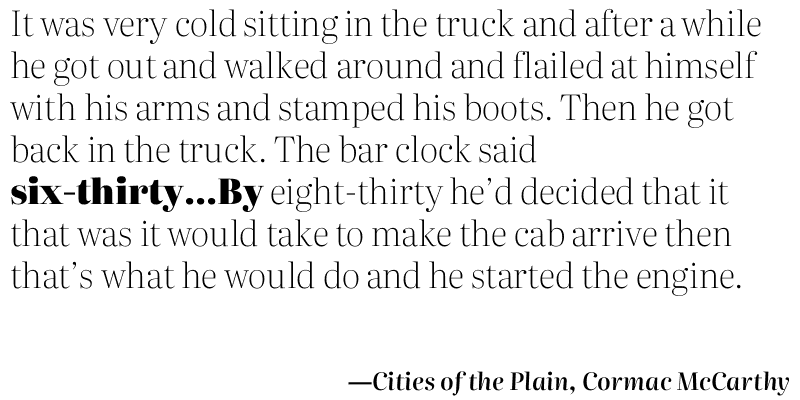 It was very cold sitting in the truck and after a while
he got out and walked around and flailed at himself
with his arms and stamped his boots. Then he got
back in the truck. The bar clock said
six-thirty...By eight-thirty he’d decided that it
that was it would take to make the cab arrive then
that’s what he would do and he started the engine.
—Cities of the Plain, Cormac McCarthy